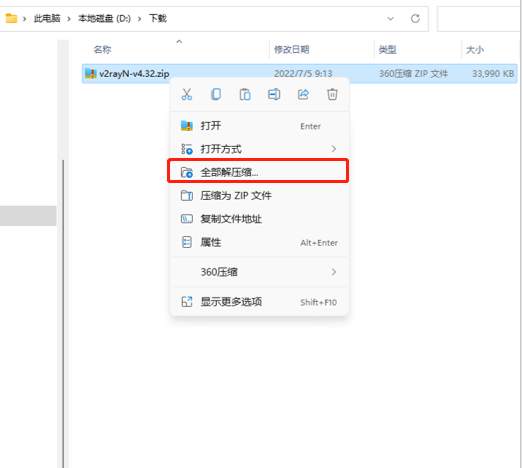 此电脑 > 本地磁盘 (D:) > 下载
名称 修改日期 类型 大小
v2rayN-v4.32.zip 2022/7/5 9:13 360压缩 ZIP 文件 33,990 KB
打开 Enter
打开方式
全部解压缩...
压缩为 ZIP 文件
复制文件地址
属性 Alt+Enter
360压缩
显示更多选项 Shift+F10